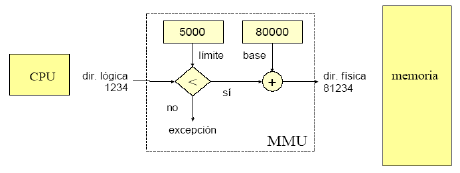 5000
80000
límite
base
CPU
dir. lógica
1234
<
sí
+
dir. física
81234
memoria
no
excepción
MMU